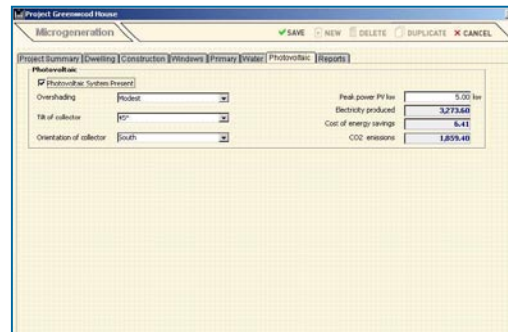 Project Greenwood House
Microgeneration SAVE NEW DELETE DUPLICATE CANCEL
Project Summary Dwelling Construction Windows Primary Water Photovoltaic Reports
Photovoltaic
Photovoltaic System Present
Overshading Modest Peak power PV kw 5.00 kw
Electricity produced 3,273.60
Tilt of collector 45° Cost of energy savings 6.41
Orientation of collector South CO2 emissions 1,859.40